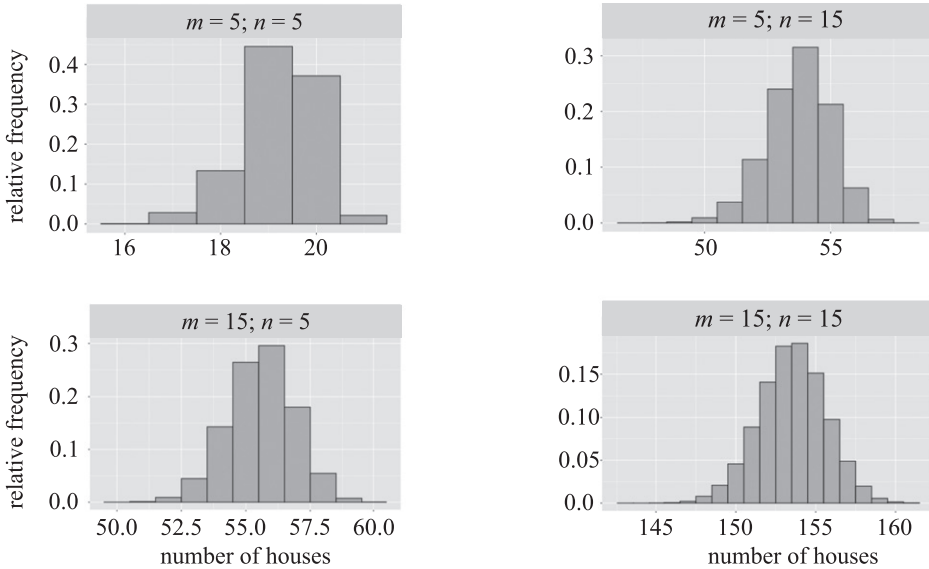 m = 5; n = 5
relative frequency
0.4
0.3
0.2
0.1
0.0
16 18 20
m = 5; n = 15
0.3
0.2
0.1
0.0
50 55
m = 15; n = 5
relative frequency
0.3
0.2
0.1
0.0
50.0 52.5 55.0 57.5 60.0
number of houses
m = 15; n = 15
0.15
0.10
0.05
0.0
145 150 155 160
number of houses